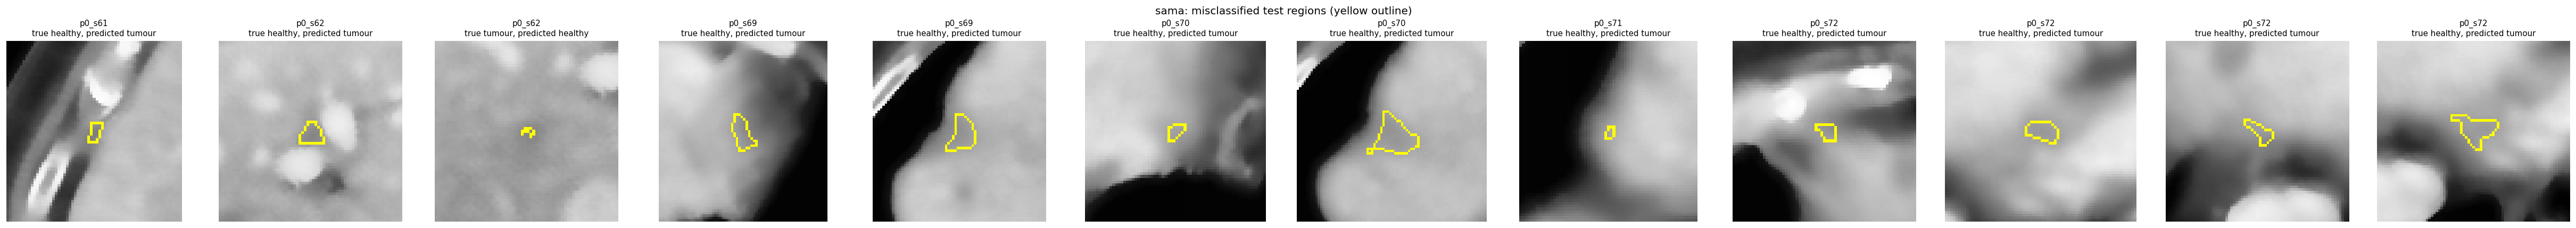 sama: misclassified test regions (yellow outline)
p0_s61
true healthy, predicted tumour
p0_s62
true healthy, predicted tumour
p0_s62
true tumour, predicted healthy
p0_s69
true healthy, predicted tumour
p0_s69
true healthy, predicted tumour
p0_s70
true healthy, predicted tumour
p0_s70
true healthy, predicted tumour
p0_s71
true healthy, predicted tumour
p0_s72
true healthy, predicted tumour
p0_s72
true healthy, predicted tumour
p0_s72
true healthy, predicted tumour
p0_s72
true healthy, predicted tumour